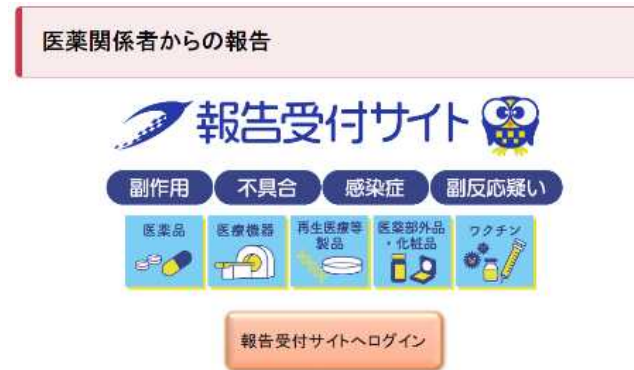 医薬関係者からの報告
報告受付サイト
副作用 不具合 感染症 副反応疑い
医薬品 医療機器 再生医療等製品 医薬部外品・化粧品 ワクチン
報告受付サイトへログイン